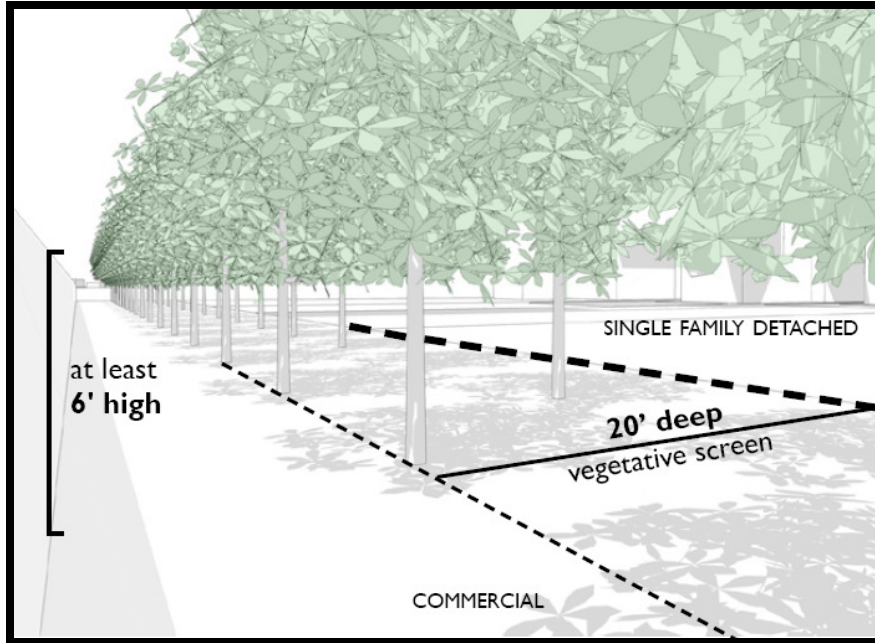 SINGLE FAMILY DETACHED
at least
6' high
20’ deep
vegetative screen
COMMERCIAL